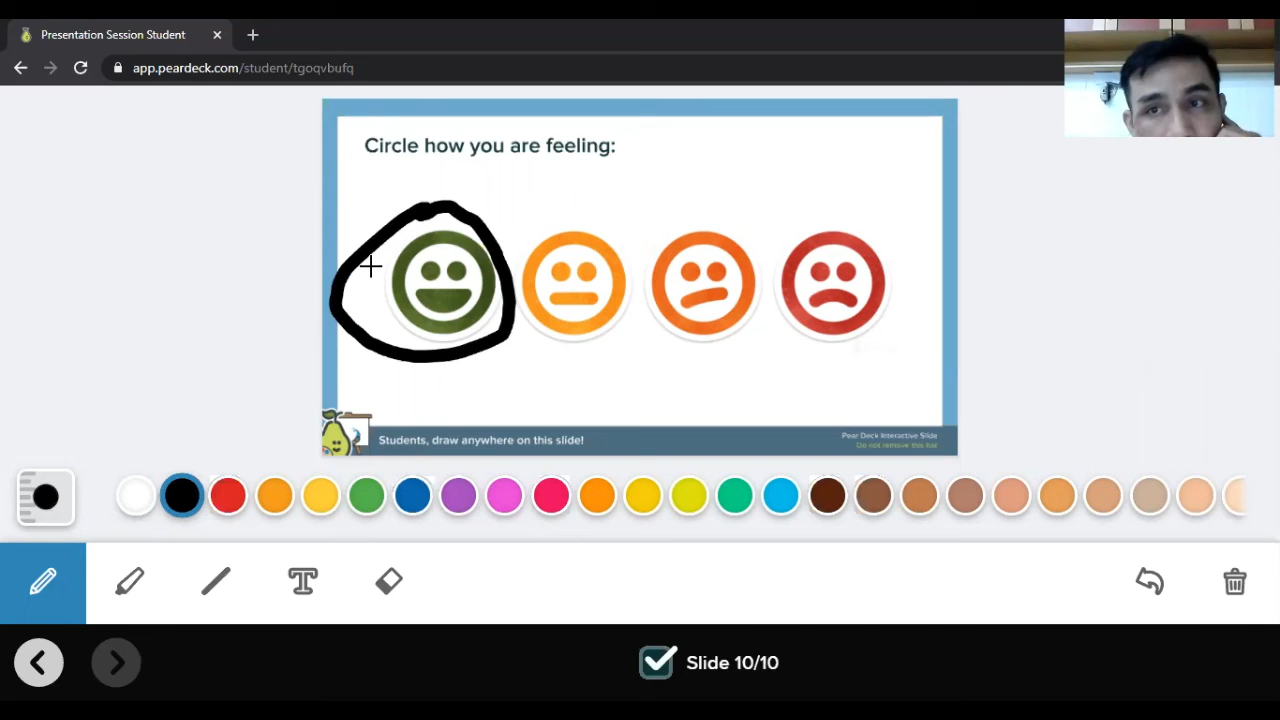 Presentation Session Student
app.peardeck.com/student/tgoqvbufq
Circle how you are feeling:
Students, draw anywhere on this slide!
Pear Deck Interactive Slide
Do not remove this bar
T
Slide 10/10